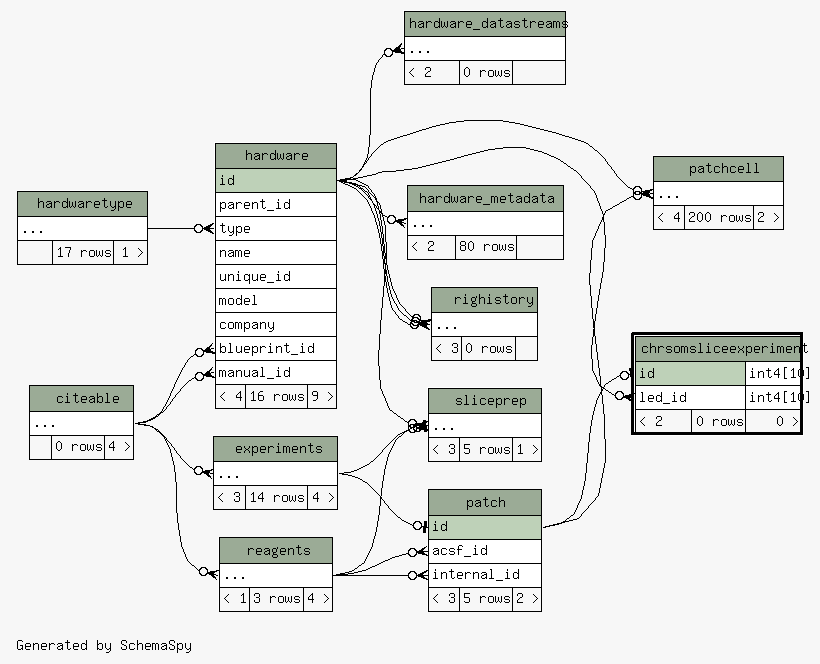 hardware_datastreams
...
< 2 0 rows
hardware
id
parent_id
type
name
unique_id
model
company
blueprint_id
manual_id
< 4 16 rows 9 >
patchcell
...
< 4 200 rows 2 >
hardwaretype
...
17 rows 1 >
hardware_metadata
...
< 2 80 rows
righistory
...
< 3 0 rows
chrsomsliceexperiment
id int4[10]
led_id int4[10]
< 2 0 rows 0 >
citeable
...
0 rows 4 >
sliceprep
...
< 3 5 rows 1 >
experiments
...
< 3 14 rows 4 >
patch
id
acsf_id
internal_id
< 3 5 rows 2 >
reagents
...
< 1 3 rows 4 >
Generated by SchemaSpy